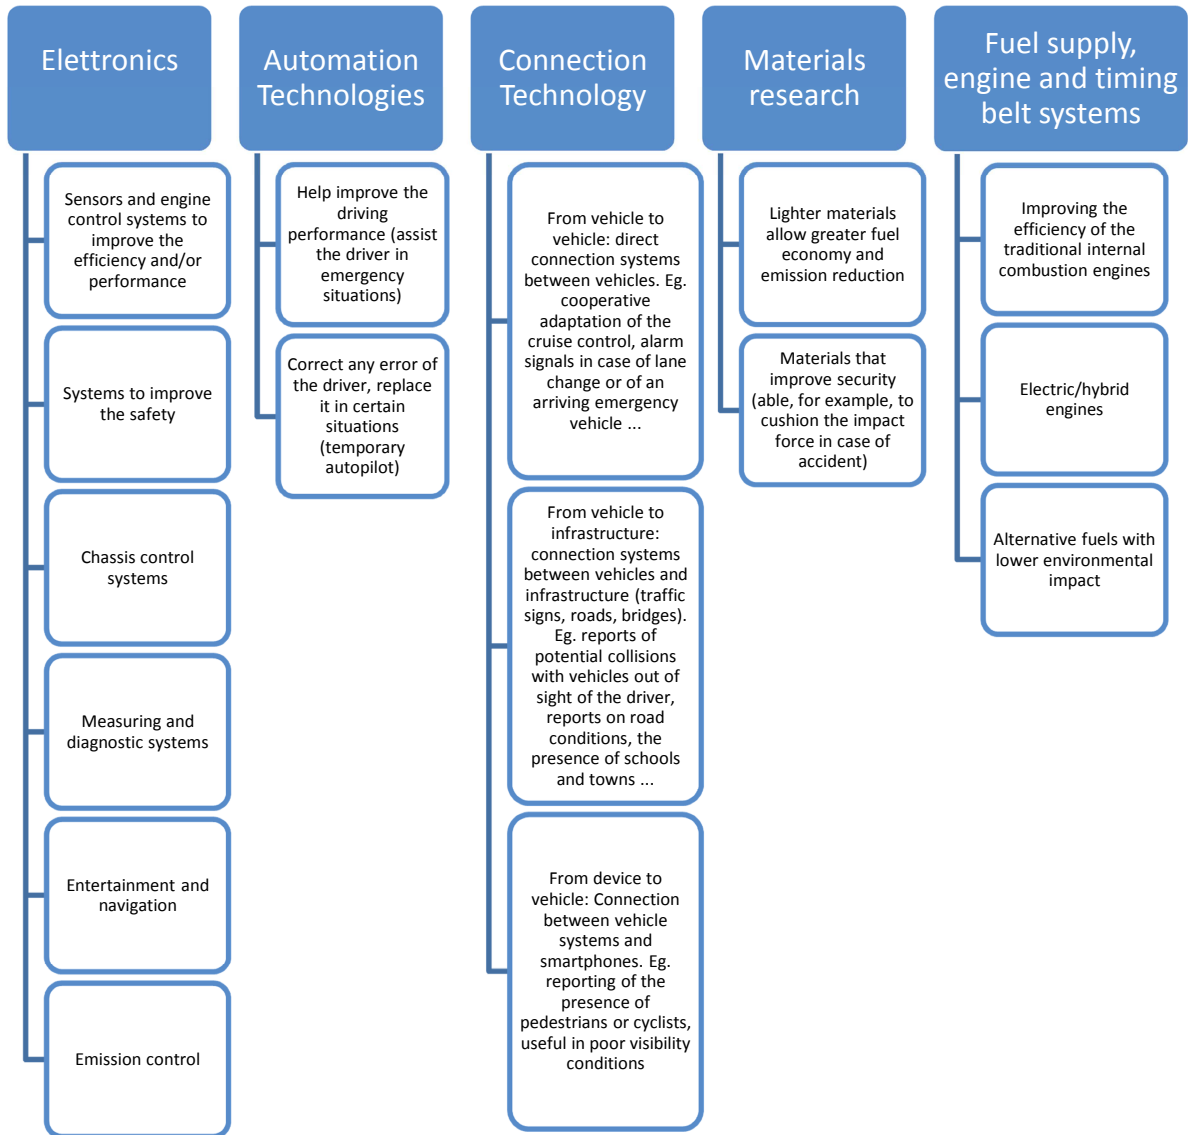 Elettronics
Sensors and engine
control systems to
improve the
efficiency and/or
performance
Systems to improve
the safety
Chassis control
systems
Measuring and
diagnostic systems
Entertainment and
navigation
Emission control
Automation
Technologies
Help improve the
driving
performance (assist
the driver in
emergency
situations)
Correct any error of
the driver, replace
it in certain
situations
(temporary
autopilot)
Connection
Technology
From vehicle to
vehicle: direct
connection systems
between vehicles. Eg.
cooperative
adaptation of the
cruise control, alarm
signals in case of lane
change or of an
arriving emergency
vehicle ...
From vehicle to
infrastructure:
connection systems
between vehicles and
infrastructure (traffic
signs, roads, bridges).
Eg. reports of
potential collisions
with vehicles out of
sight of the driver,
reports on road
conditions, the
presence of schools
and towns ...
From device to
vehicle: Connection
between vehicle
systems and
smartphones. Eg.
reporting of the
presence of
pedestrians or cyclists,
useful in poor visibility
conditions
Materials
research
Lighter materials
allow greater fuel
economy and
emission reduction
Materials that
improve security
(able, for example, to
cushion the impact
force in case of
accident)
Fuel supply,
engine and timing
belt systems
Improving the
efficiency of the
traditional internal
combustion engines
Electric/hybrid
engines
Alternative fuels with
lower environmental
impact